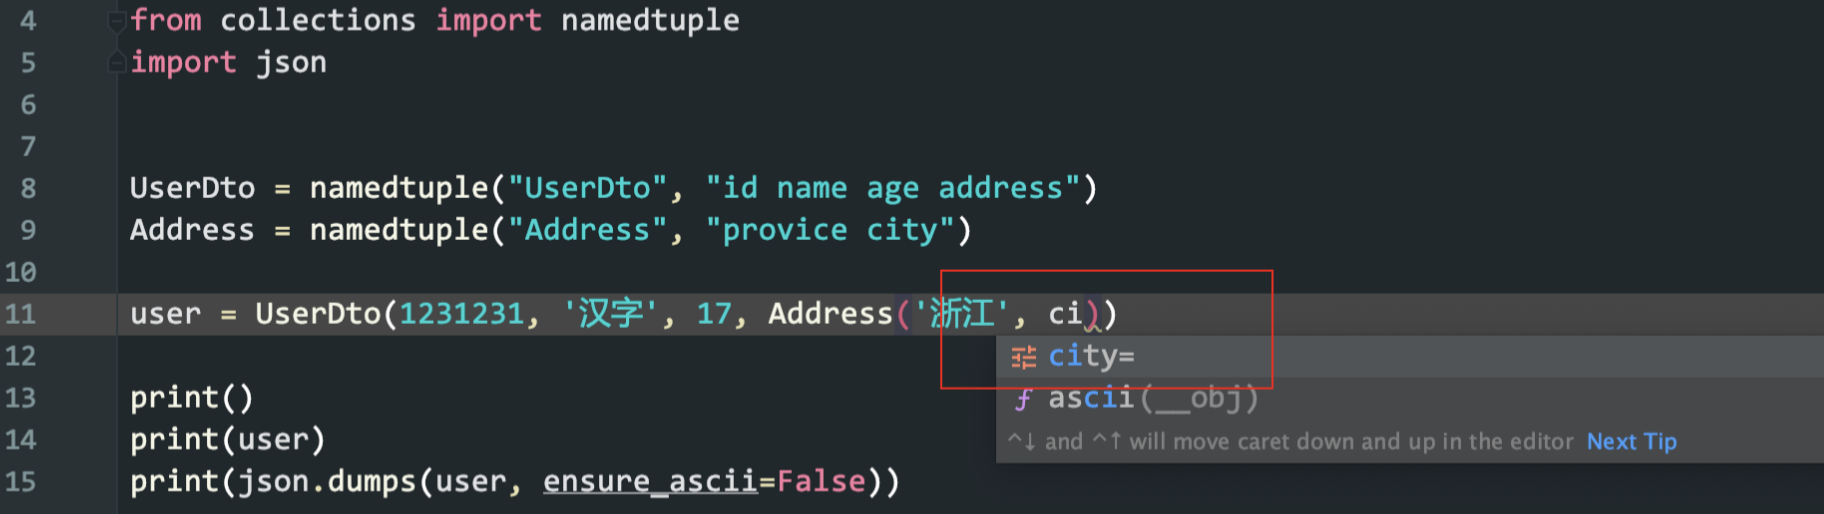 4 from collections import namedtuple
5 import json
6
7
8 UserDto = namedtuple("UserDto", "id name age address")
9 Address = namedtuple("Address", "provice city")
10
11 user = UserDto(1231231, '汉字', 17, Address('浙江', ci))
12 city=
13 print() ascii(__obj)
14 print(user) ^↓ and ^↑ will move caret down and up in the editor Next Tip
15 print(json.dumps(user, ensure_ascii=False))